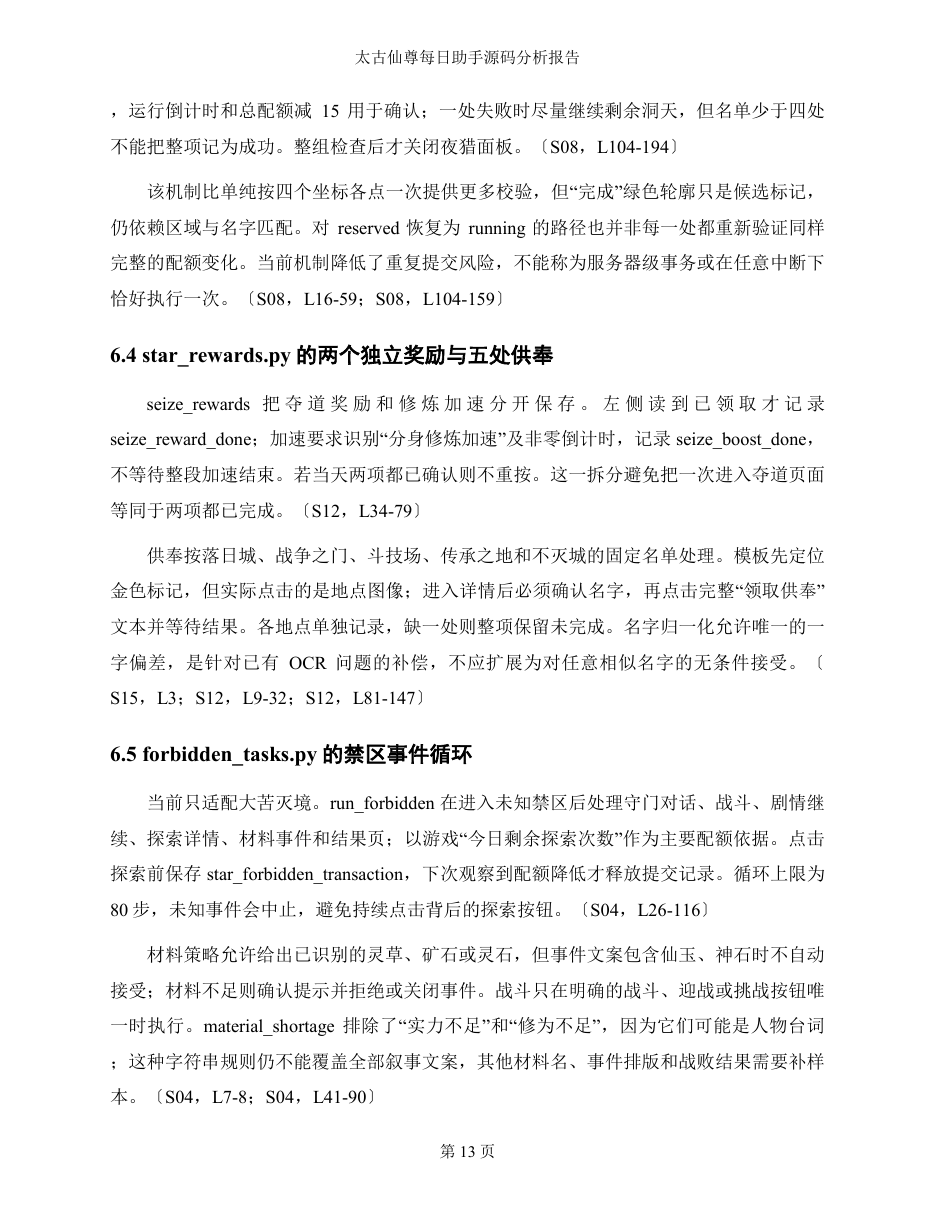 太古仙尊每日助手源码分析报告
，运行倒计时和总配额减 15 用于确认；一处失败时尽量继续剩余洞天，但名单少于四处
不能把整项记为成功。整组检查后才关闭夜猎面板。〔S08，L104-194〕
该机制比单纯按四个坐标各点一次提供更多校验，但“完成”绿色轮廓只是候选标记，
仍依赖区域与名字匹配。对 reserved 恢复为 running 的路径也并非每一处都重新验证同样
完整的配额变化。当前机制降低了重复提交风险，不能称为服务器级事务或在任意中断下
恰好执行一次。〔S08，L16-59；S08，L104-159〕
6.4 star_rewards.py 的两个独立奖励与五处供奉
seize_rewards 把夺道奖励和修炼加速分开保存。左侧读到已领取才记录
seize_reward_done；加速要求识别“分身修炼加速”及非零倒计时，记录 seize_boost_done，
不等待整段加速结束。若当天两项都已确认则不重按。这一拆分避免把一次进入夺道页面
等同于两项都已完成。〔S12，L34-79〕
供奉按落日城、战争之门、斗技场、传承之地和不灭城的固定名单处理。模板先定位
金色标记，但实际点击的是地点图像；进入详情后必须确认名字，再点击完整“领取供奉”
文本并等待结果。各地点单独记录，缺一处则整项保留未完成。名字归一化允许唯一的一
字偏差，是针对已有 OCR 问题的补偿，不应扩展为对任意相似名字的无条件接受。〔
S15，L3；S12，L9-32；S12，L81-147〕
6.5 forbidden_tasks.py 的禁区事件循环
当前只适配大苦灭境。run_forbidden 在进入未知禁区后处理守门对话、战斗、剧情继
续、探索详情、材料事件和结果页；以游戏“今日剩余探索次数”作为主要配额依据。点击
探索前保存 star_forbidden_transaction，下次观察到配额降低才释放提交记录。循环上限为
80 步，未知事件会中止，避免持续点击背后的探索按钮。〔S04，L26-116〕
材料策略允许给出已识别的灵草、矿石或灵石，但事件文案包含仙玉、神石时不自动
接受；材料不足则确认提示并拒绝或关闭事件。战斗只在明确的战斗、迎战或挑战按钮唯
一时执行。material_shortage 排除了“实力不足”和“修为不足”，因为它们可能是人物台词
；这种字符串规则仍不能覆盖全部叙事文案，其他材料名、事件排版和战败结果需要补样
本。〔S04，L7-8；S04，L41-90〕
第 13 页